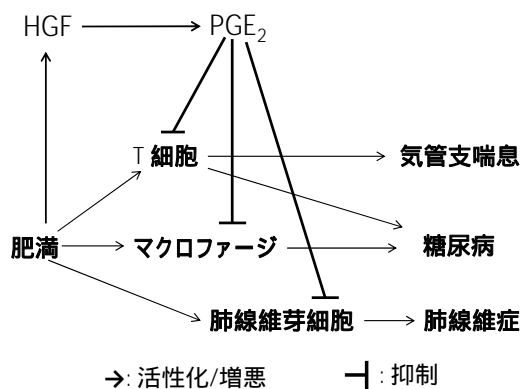 HGF PGE2
T 細胞 気管支喘息
肥満 マクロファージ 糖尿病
肺線維芽細胞 肺線維症
→: 活性化/増悪 ⊣: 抑制